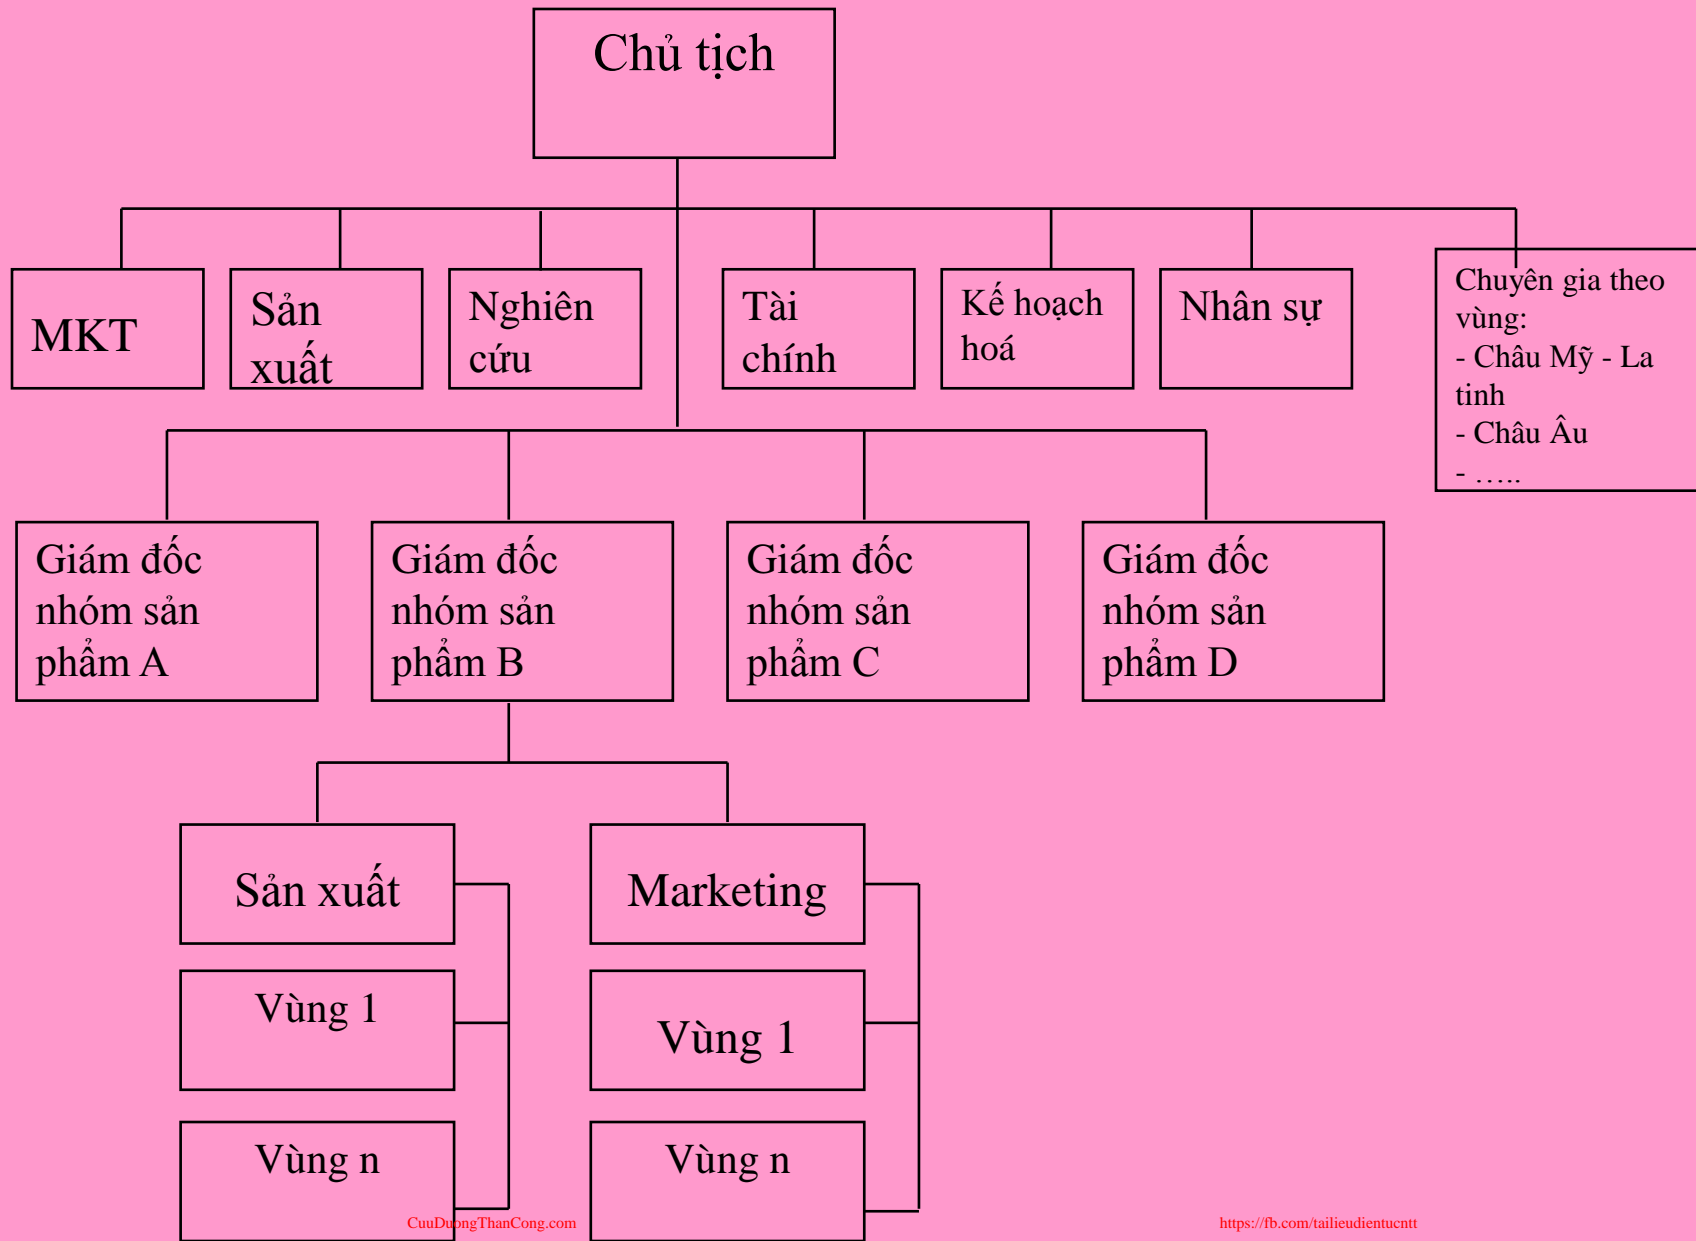 Chủ tịch
MKT
Sản
xuất
Nghiên
cứu
Tài
chính
Kế hoạch
hoá
Nhân sự
Chuyên gia theo
vùng:
- Châu Mỹ - La
tinh
- Châu Âu
- …..
Giám đốc
nhóm sản
phẩm A
Giám đốc
nhóm sản
phẩm B
Giám đốc
nhóm sản
phẩm C
Giám đốc
nhóm sản
phẩm D
Sản xuất
Marketing
Vùng 1
Vùng 1
Vùng n
Vùng n
CuuDuongThanCong.com
https://fb.com/tailieudientucntt